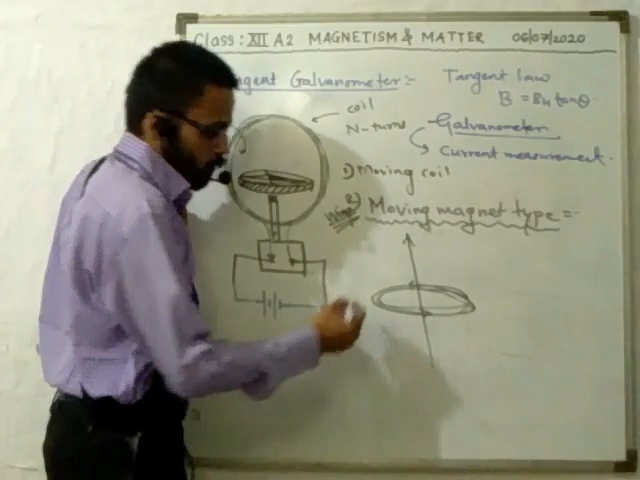 Class: XII A2 MAGNETISM & MATTER 06/07/2020
Galvanometer:- Tangent law
B = BH tanθ
coil
N-turns
Galvanometer
Current measurement.
1) Moving coil
2) Moving magnet type =-